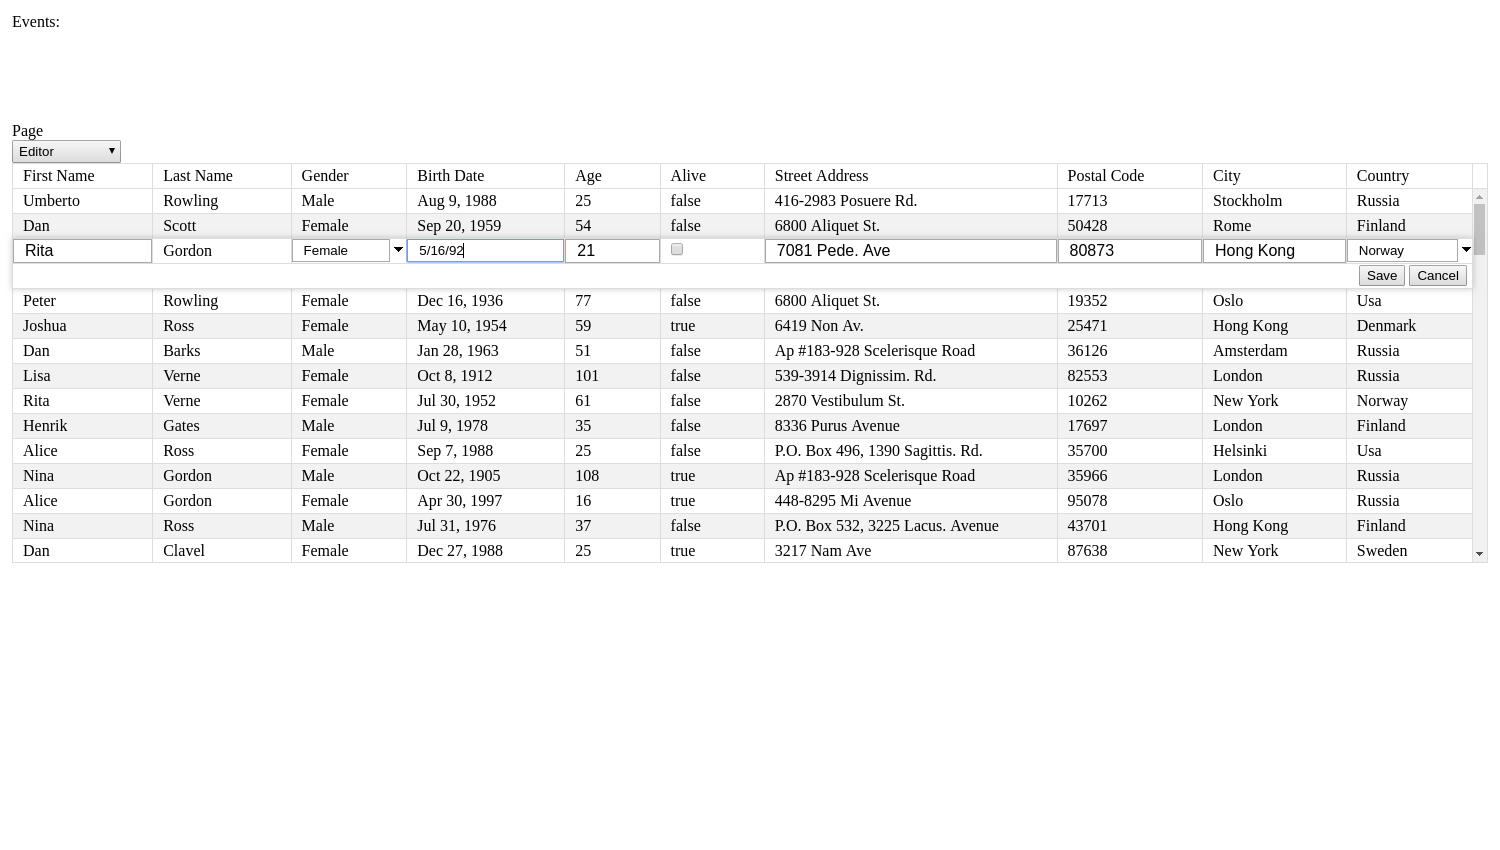 Events:
Page
Editor
First Name Last Name Gender Birth Date Age Alive Street Address Postal Code City Country
Umberto Rowling Male Aug 9, 1988 25 false 416-2983 Posuere Rd. 17713 Stockholm Russia
Dan Scott Female Sep 20, 1959 54 false 6800 Aliquet St. 50428 Rome Finland
Rita Gordon Female 5/16/92 21 7081 Pede. Ave 80873 Hong Kong Norway
Save Cancel
Peter Rowling Female Dec 16, 1936 77 false 6800 Aliquet St. 19352 Oslo Usa
Joshua Ross Female May 10, 1954 59 true 6419 Non Av. 25471 Hong Kong Denmark
Dan Barks Male Jan 28, 1963 51 false Ap #183-928 Scelerisque Road 36126 Amsterdam Russia
Lisa Verne Female Oct 8, 1912 101 false 539-3914 Dignissim. Rd. 82553 London Russia
Rita Verne Female Jul 30, 1952 61 false 2870 Vestibulum St. 10262 New York Norway
Henrik Gates Male Jul 9, 1978 35 false 8336 Purus Avenue 17697 London Finland
Alice Ross Female Sep 7, 1988 25 false P.O. Box 496, 1390 Sagittis. Rd. 35700 Helsinki Usa
Nina Gordon Male Oct 22, 1905 108 true Ap #183-928 Scelerisque Road 35966 London Russia
Alice Gordon Female Apr 30, 1997 16 true 448-8295 Mi Avenue 95078 Oslo Russia
Nina Ross Male Jul 31, 1976 37 false P.O. Box 532, 3225 Lacus. Avenue 43701 Hong Kong Finland
Dan Clavel Female Dec 27, 1988 25 true 3217 Nam Ave 87638 New York Sweden